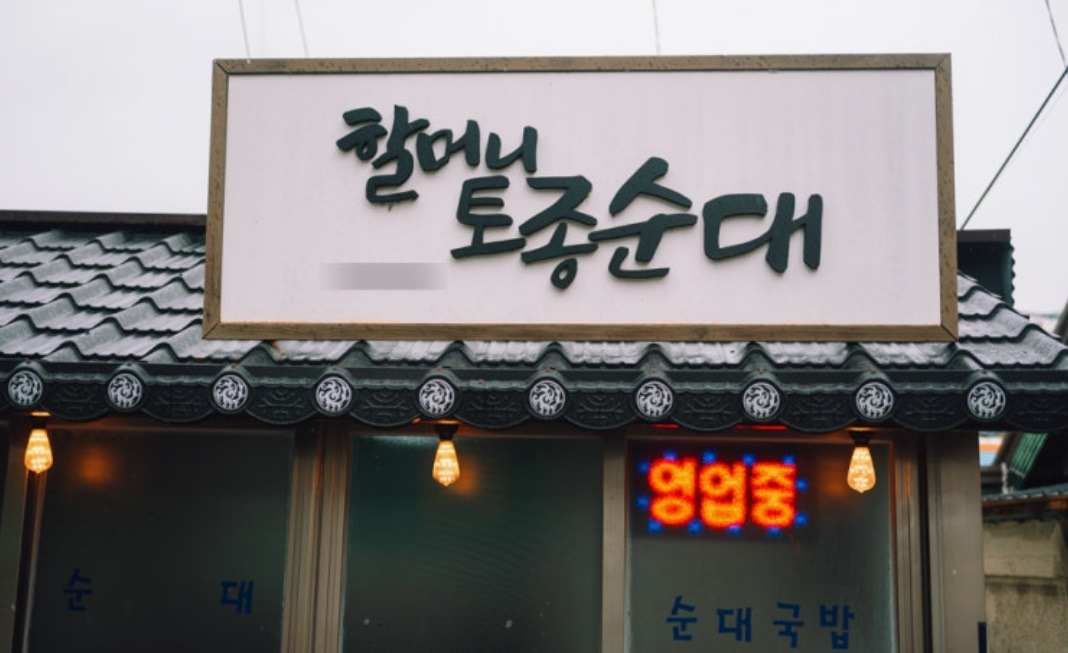 할머니
토종순대
영업중
순 대
순대국밥